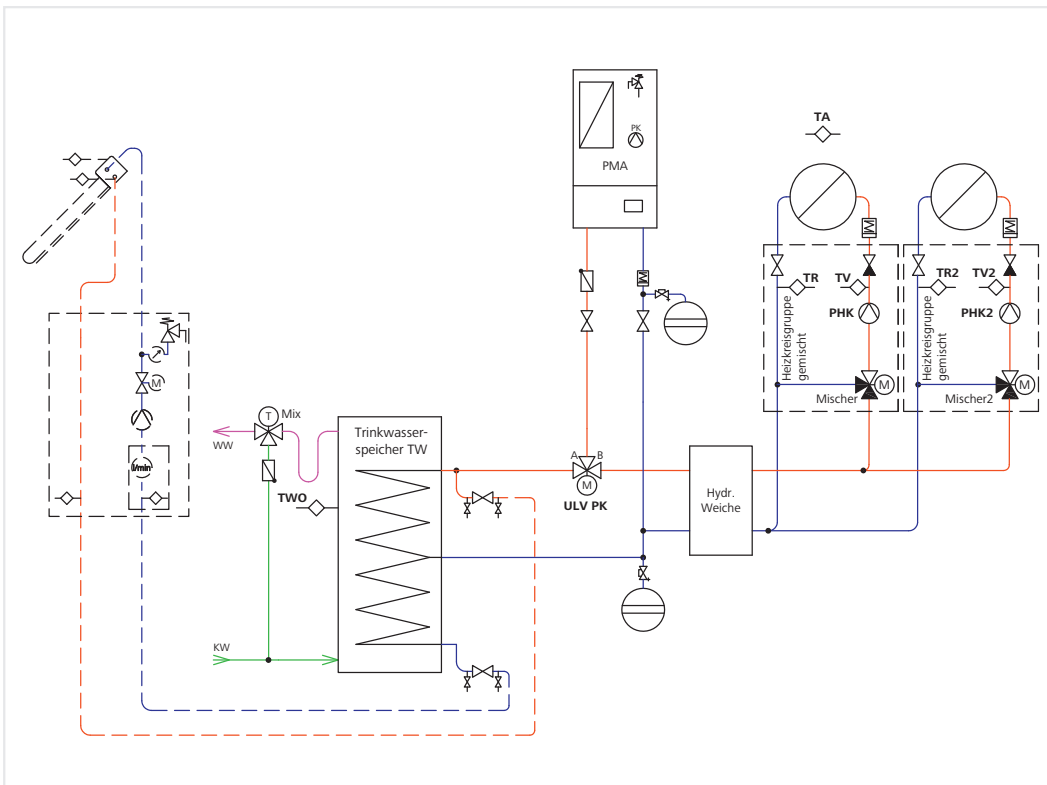 TA
PK
PMA
TR
TV
TR2
TV2
PHK
PHK2
Heizkreisgruppe
gemischt
Heizkreisgruppe
gemischt
M
M
Mischer
Mischer2
M
l/min
T
Mix
WW
Trinkwasser-
speicher TW
A
B
M
ULV PK
TWO
Hydr.
Weiche
KW